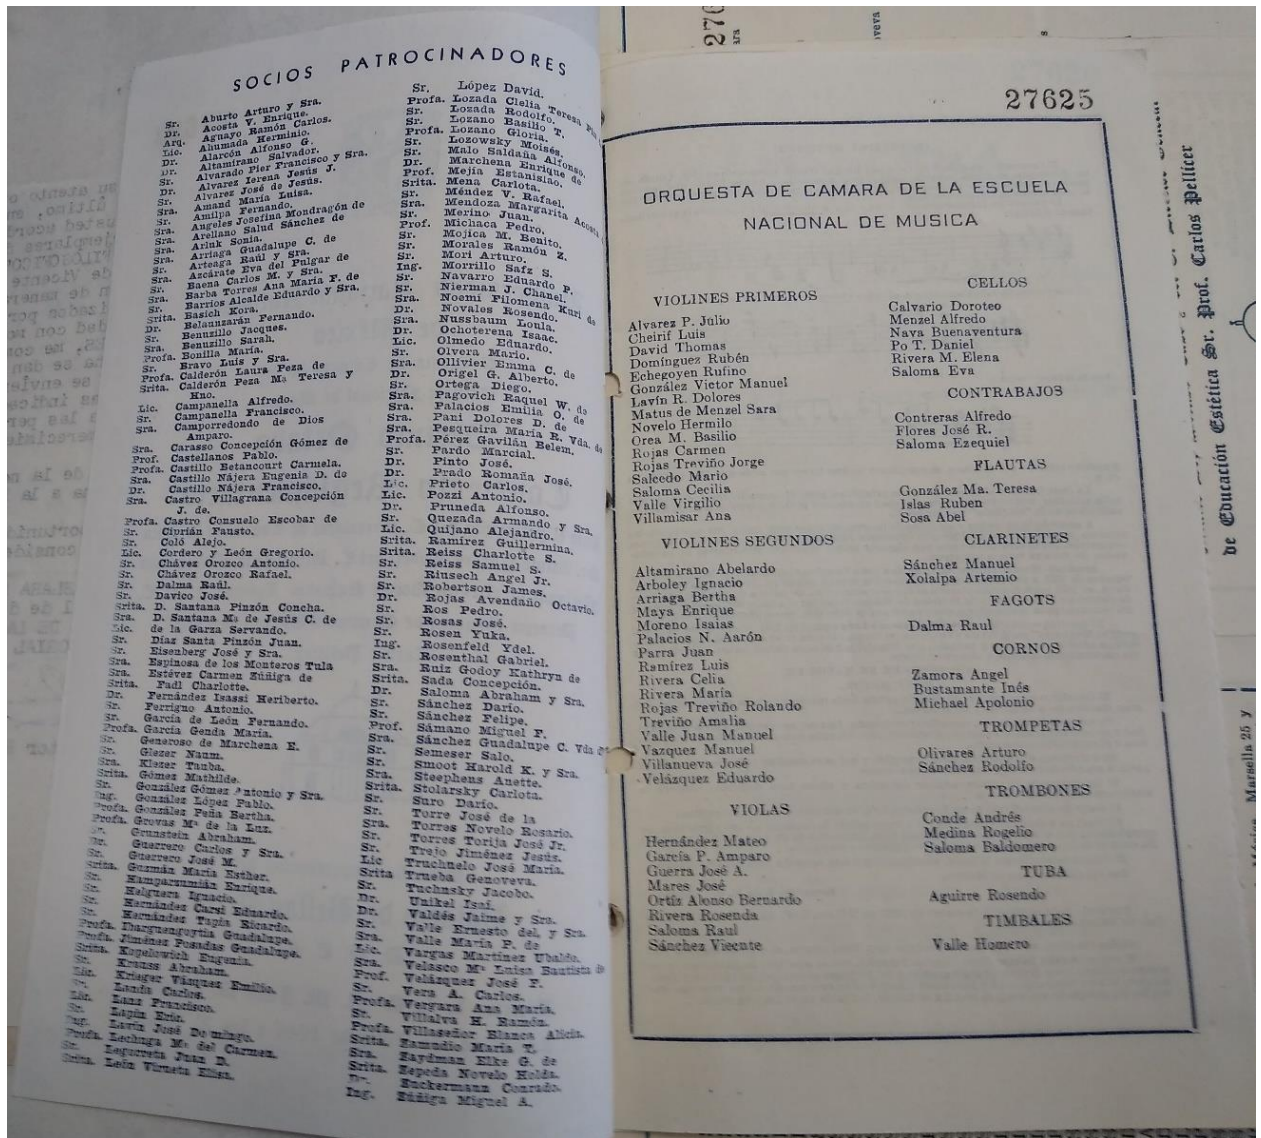 SOCIOS PATROCINADORES
Sr. Aburto Arturo y Sra.
Dr. Acosta V. Enrique.
Arq. Aguayo Ramón Carlos.
Lic. Ahumada Herminio.
Dr. Alarcón Alfonso G.
Dr. Altamirano Salvador.
Sr. Alvarado Pier Francisco y Sra.
Dr. Alvarez Ierena Jesús J.
Sr. Alvarez José de Jesús.
Sra. Amand María Luisa.
Sr. Amilpa Fernando.
Sra. Angeles Josefina Mondragón de
Sra. Arellano Salud Sánchez de
Sra. Ariuk Sonia.
Sra. Arriaga Guadalupe C. de
Sr. Arteaga Raúl y Sra.
Sra. Azcárate Eva del Pulgar de
Sr. Baena Carlos M. y Sra.
Sra. Barba Torres Ana María F. de
Sr. Barrios Alcalde Eduardo y Sra.
Srita. Basich Kora.
Dr. Belaunzarán Fernando.
Sr. Benuzillo Jacques.
Sra. Benuzillo Sarah.
Profa. Bonilla María.
Sr. Bravo Luis y Sra.
Profa. Calderón Laura Peza de
Srita. Calderón Peza Ma Teresa y
Hno.
Lic. Campanella Alfredo.
Sr. Campanella Francisco.
Sra. Camporredondo de Dios
Amparo.
Sra. Carasso Concepción Gómez de
Prof. Castellanos Pablo.
Profa. Castillo Betancourt Carmela.
Sra. Castillo Nájera Eugenia D. de
Dr. Castillo Nájera Francisco.
Sra. Castro Villagrana Concepción
J. de.
Profa. Castro Consuelo Escobar de
Sr. Ciprián Fausto.
Sr. Coló Alejo.
Lic. Cordero y León Gregorio.
Sr. Chávez Orozco Antonio.
Sr. Chávez Orozco Rafael.
Sr. Dalma Raúl.
Sr. Davico José.
Srita. D. Santana Pinzón Concha.
Sra. D. Santana Ma de Jesús C. de
Lic. de la Garza Servando.
Sr. Díaz Santa Pinzón Juan.
Sr. Eisenberg José y Sra.
Sra. Espinosa de los Monteros Tula
Sra. Estévez Carmen Zúñiga de
Srita. Fadl Charlotte.
Dr. Fernández Isassi Heriberto.
Sr. Ferrigno Antonio.
Sr. García de León Fernando.
Profa. García Genda María.
Sr. Generoso de Marchena E.
Sr. Glezer Naum.
Sra. Klezer Tauba.
Srita. Gómez Mathilde.
Sr. González Gómez Antonio y Sra.
Ing. González López Pablo.
Profa. González Peña Bertha.
Profa. Grovas Ma de la Luz.
Grunstein Abraham.
Guerrero Carlos y Sra.
Sr. Guerrero José M.
Srita. Guzmán María Esther.
Sr. Kamparsumián Enrique.
Sr. Helguera Ignacio.
Sr. Hernández Carsi Eduardo.
Sr. Hernández Tapia Ricardo.
Profa. Ibarguengoytia Guadalupe.
Profa. Jiménez Posadas Guadalupe.
Srita. Kogelowich Eugenia.
Sr. Krauss Abraham.
Lic. Krieger Vázquez Emilio.
Sr. Landa Carlos.
Lic. Lanz Francisco.
Sr. Lapin Eric.
Ing. Lavín José Domingo.
Profa. Lechuga Ma del Carmen.
Sr. Legorreta Juan D.
Srita. León Virueta Elisa.
Sr. López David.
Profa. Lozada Clelia Teresa
Sr. Lozada Rodolfo.
Sr. Lozano Basilio T.
Profa. Lozano Gloria.
Sr. Lozowsky Moisés.
Sr. Malo Saldaña Alfonso.
Dr. Marchena Enrique de
Prof. Mejía Estanislao.
Srita. Mena Carlota.
Sr. Méndez V. Rafael.
Sra. Mendoza Margarita Acosta
Sr. Merino Juan.
Prof. Michaca Pedro.
Sr. Mojica M. Benito.
Sr. Morales Ramón Z.
Sr. Mori Arturo.
Ing. Morrillo Safz S.
Sr. Navarro Eduardo P.
Sr. Nierman J. Chanel.
Sra. Noemi Filomena Kuri de
Dr. Novales Rosendo.
Sra. Nussbaum Loula.
Dr. Ochoterena Isaac.
Lic. Olmedo Eduardo.
Sr. Olvera Mario.
Sra. Ollivier Emma C. de
Dr. Origel G. Alberto.
Sr. Ortega Diego.
Sra. Pagovich Raquel W. de
Sra. Palacios Emilia O. de
Sra. Pani Dolores D. de
Sra. Pesqueira María R. Vda. de
Profa. Pérez Gavilán Belem.
Sr. Pardo Marcial.
Dr. Pinto José.
Dr. Prado Romaña José.
Lic. Prieto Carlos.
Lic. Pozzi Antonio.
Dr. Pruneda Alfonso.
Sr. Quezada Armando y Sra.
Lic. Quijano Alejandro.
Srita. Ramírez Guillermina.
Srita. Reiss Charlotte S.
Sr. Reiss Samuel S.
Sr. Riusech Angel Jr.
Sr. Robertson James.
Dr. Rojas Avendaño Octavio.
Sr. Ros Pedro.
Sr. Rosas José.
Sr. Rosen Yuka.
Ing. Rosenfeld Ydel.
Sr. Rosenthal Gabriel.
Sra. Ruiz Godoy Kathryn de
Srita. Sada Concepción.
Dr. Saloma Abraham y Sra.
Sr. Sánchez Darío.
Sr. Sánchez Felipe.
Prof. Sámano Miguel F.
Sra. Sánchez Guadalupe C. Vda de
Sr. Semeser Salo.
Sr. Smoot Harold K. y Sra.
Sra. Steephens Anette.
Srita. Stolarsky Carlota.
Sr. Suro Darío.
Sr. Torre José de la
Sra. Torres Novelo Rosario.
Sr. Torres Torija José Jr.
Sr. Trejo Jiménez Jesús.
Lic Truchuelo José María.
Srita Trueba Genoveva.
Sr. Tuchnsky Jacobo.
Dr. Unikel Isaí.
Dr. Valdés Jaime y Sra.
Sr. Valle Ernesto del, y Sra.
Sra. Valle María P. de
Lic. Vargas Martínez Ubaldo.
Sra. Velasco Ma Luisa Bautista de
Prof. Velázquez José F.
Sr. Vera A. Carlos.
Profa. Vergara Ana María.
Sr. Villalva H. Ramón.
Profa. Villaseñor Blanca Alicia.
Srita. Zamudio María T.
Sra. Zaydman Elke G. de
Srita. Zepeda Novelo Holda.
Dr. Zuckermann Conrado.
Ing. Zúñiga Miguel A.
27625
ORQUESTA DE CAMARA DE LA ESCUELA
NACIONAL DE MUSICA
VIOLINES PRIMEROS
Alvarez P. Julio
Cheirif Luis
David Thomas
Domínguez Rubén
Echegoyen Rufino
González Victor Manuel
Lavín R. Dolores
Matus de Menzel Sara
Novelo Hermilo
Orea M. Basilio
Rojas Carmen
Rojas Treviño Jorge
Salcedo Mario
Saloma Cecilia
Valle Virgilio
Villamisar Ana
VIOLINES SEGUNDOS
Altamirano Abelardo
Arboley Ignacio
Arriaga Bertha
Maya Enrique
Moreno Isaias
Palacios N. Aarón
Parra Juan
Ramírez Luis
Rivera Celia
Rivera María
Rojas Treviño Rolando
Treviño Amalia
Valle Juan Manuel
Vazquez Manuel
Villanueva José
Velázquez Eduardo
VIOLAS
Hernández Mateo
García P. Amparo
Guerra José A.
Mares José
Ortíz Alonso Bernardo
Rivera Rosenda
Saloma Raul
Sánchez Vicente
CELLOS
Calvario Doroteo
Menzel Alfredo
Nava Buenaventura
Po T. Daniel
Rivera M. Elena
Saloma Eva
CONTRABAJOS
Contreras Alfredo
Flores José R.
Saloma Ezequiel
FLAUTAS
González Ma. Teresa
Islas Ruben
Sosa Abel
CLARINETES
Sánchez Manuel
Xolalpa Artemio
FAGOTS
Dalma Raul
CORNOS
Zamora Angel
Bustamante Inés
Michael Apolonio
TROMPETAS
Olivares Arturo
Sánchez Rodolfo
TROMBONES
Conde Andrés
Medina Rogelio
Saloma Baldomero
TUBA
Aguirre Rosendo
TIMBALES
Valle Homero
de Educación Estética Sr. Prof. Carlos Pellicer
Marsella 25 y